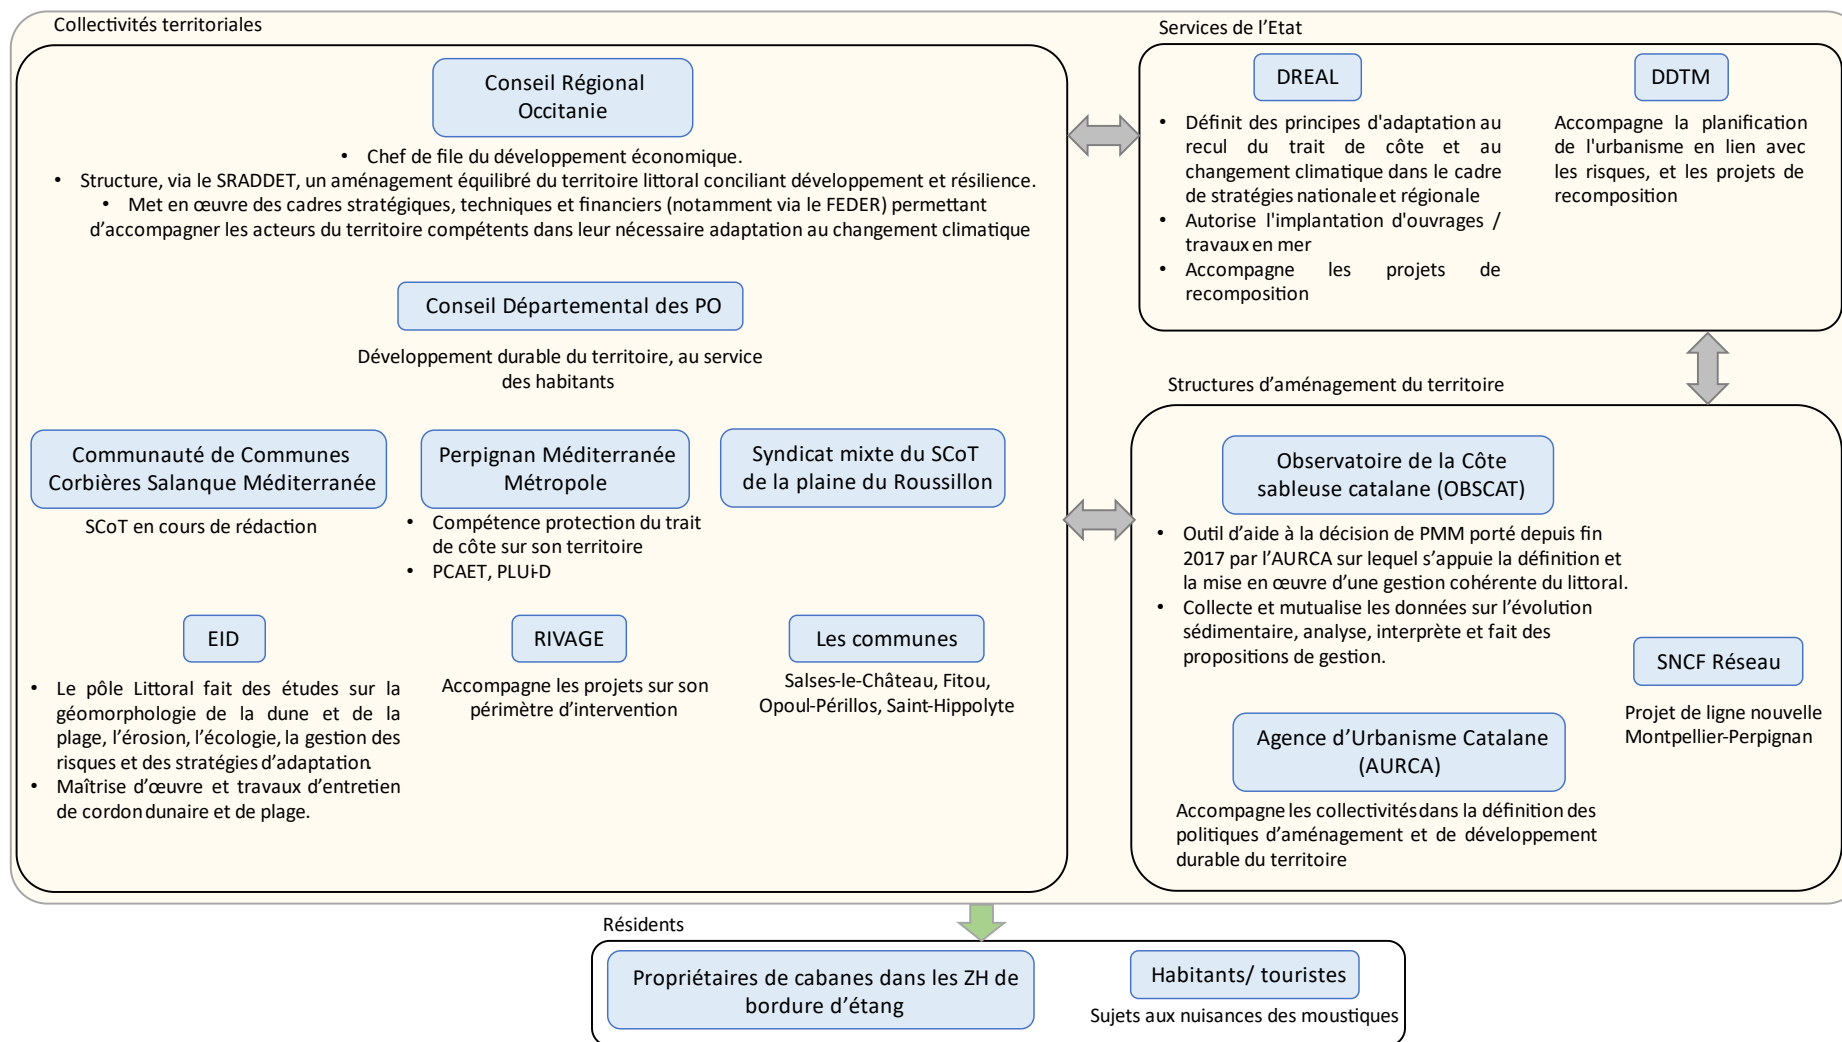 Collectivités territoriales
Conseil Régional
Occitanie
• Chef de file du développement économique.
• Structure, via le SRADDET, un aménagement équilibré du territoire littoral conciliant développement et résilience.
• Met en œuvre des cadres stratégiques, techniques et financiers (notamment via le FEDER) permettant
d'accompagner les acteurs du territoire compétents dans leur nécessaire adaptation au changement climatique
Conseil Départemental des PO
Développement durable du territoire, au service
des habitants
Communauté de Communes
Corbières Salanque Méditerranée
SCoT en cours de rédaction
Perpignan Méditerranée
Métropole
• Compétence protection du trait
de côte sur son territoire
• PCAET, PLUi-D
Syndicat mixte du SCoT
de la plaine du Roussillon
EID
• Le pôle Littoral fait des études sur la
géomorphologie de la dune et de la
plage, l'érosion, l'écologie, la gestion des
risques et des stratégies d'adaptation.
• Maîtrise d'œuvre et travaux d'entretien
de cordon dunaire et de plage.
RIVAGE
Accompagne les projets sur son
périmètre d'intervention
Les communes
Salses-le-Château, Fitou,
Opoul-Périllos, Saint-Hippolyte
Services de l'Etat
DREAL
• Définit des principes d'adaptation au
recul du trait de côte et au
changement climatique dans le cadre
de stratégies nationale et régionale
• Autorise l'implantation d'ouvrages /
travaux en mer
• Accompagne les projets de
recomposition
DDTM
Accompagne la planification
de l'urbanisme en lien avec
les risques, et les projets de
recomposition
Structures d'aménagement du territoire
Observatoire de la Côte
sableuse catalane (OBSCAT)
• Outil d'aide à la décision de PMM porté depuis fin
2017 par l'AURCA sur lequel s'appuie la définition et
la mise en œuvre d'une gestion cohérente du littoral.
• Collecte et mutualise les données sur l'évolution
sédimentaire, analyse, interprète et fait des
propositions de gestion.
SNCF Réseau
Projet de ligne nouvelle
Montpellier-Perpignan
Agence d'Urbanisme Catalane
(AURCA)
Accompagne les collectivités dans la définition des
politiques d'aménagement et de développement
durable du territoire
Résidents
Propriétaires de cabanes dans les ZH de
bordure d'étang
Habitants/ touristes
Sujets aux nuisances des moustiques